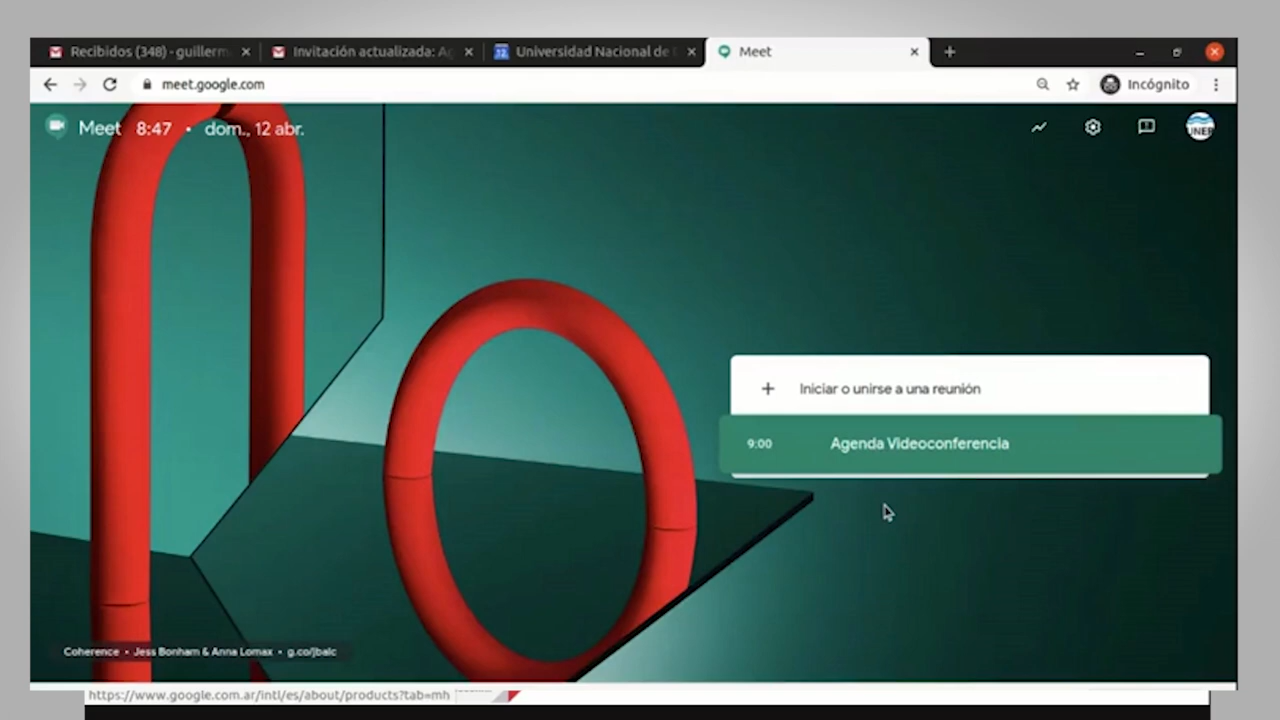 Recibidos (348) - guillerm
Invitación actualizada: Ag
Universidad Nacional de
Meet
meet.google.com
Incógnito
Meet 8:47 • dom., 12 abr.
UNER
Iniciar o unirse a una reunión
9:00 Agenda Videoconferencia
Coherence • Jess Bonham & Anna Lomax • g.co/jbalc
https://www.google.com.ar/intl/es/about/products?tab=mh